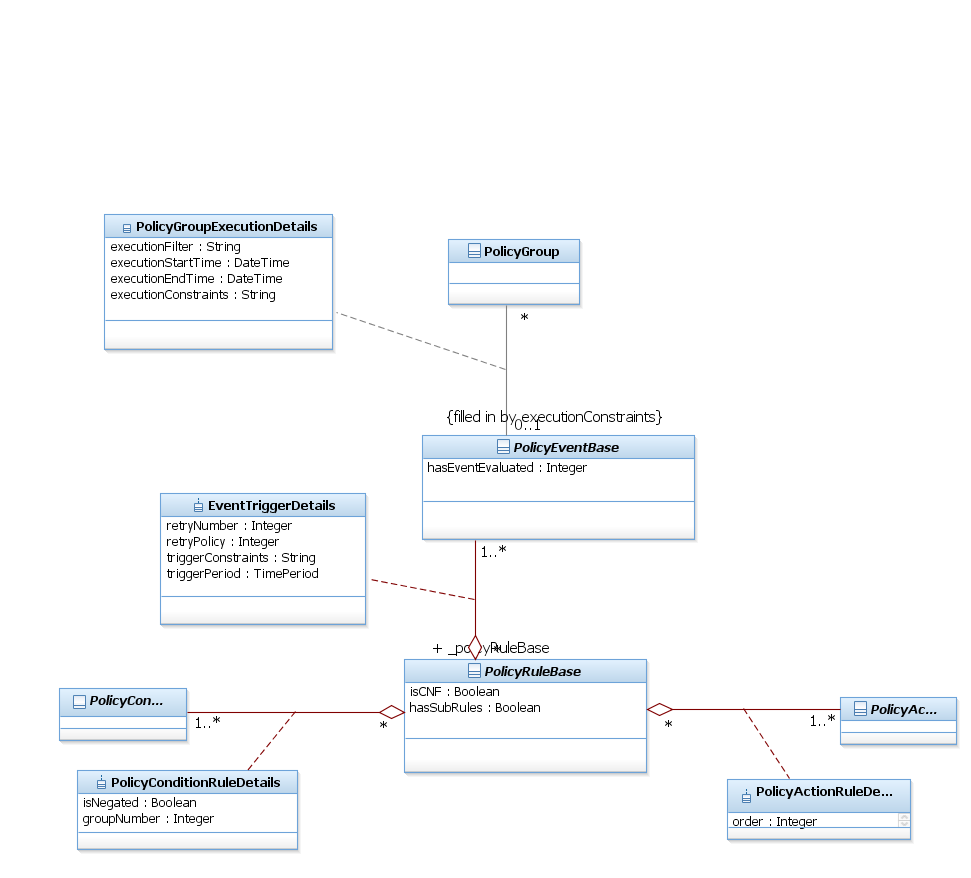 PolicyGroupExecutionDetails
executionFilter : String
executionStartTime : DateTime
executionEndTime : DateTime
executionConstraints : String
PolicyGroup
*
{filled in by executionConstraints}
0..1
PolicyEventBase
hasEventEvaluated : Integer
EventTriggerDetails
retryNumber : Integer
retryPolicy : Integer
triggerConstraints : String
triggerPeriod : TimePeriod
1..*
+ _policyRuleBase
*
PolicyRuleBase
isCNF : Boolean
hasSubRules : Boolean
PolicyCon...
1..*
*
PolicyAc...
*
1..*
PolicyConditionRuleDetails
isNegated : Boolean
groupNumber : Integer
PolicyActionRuleDe...
order : Integer